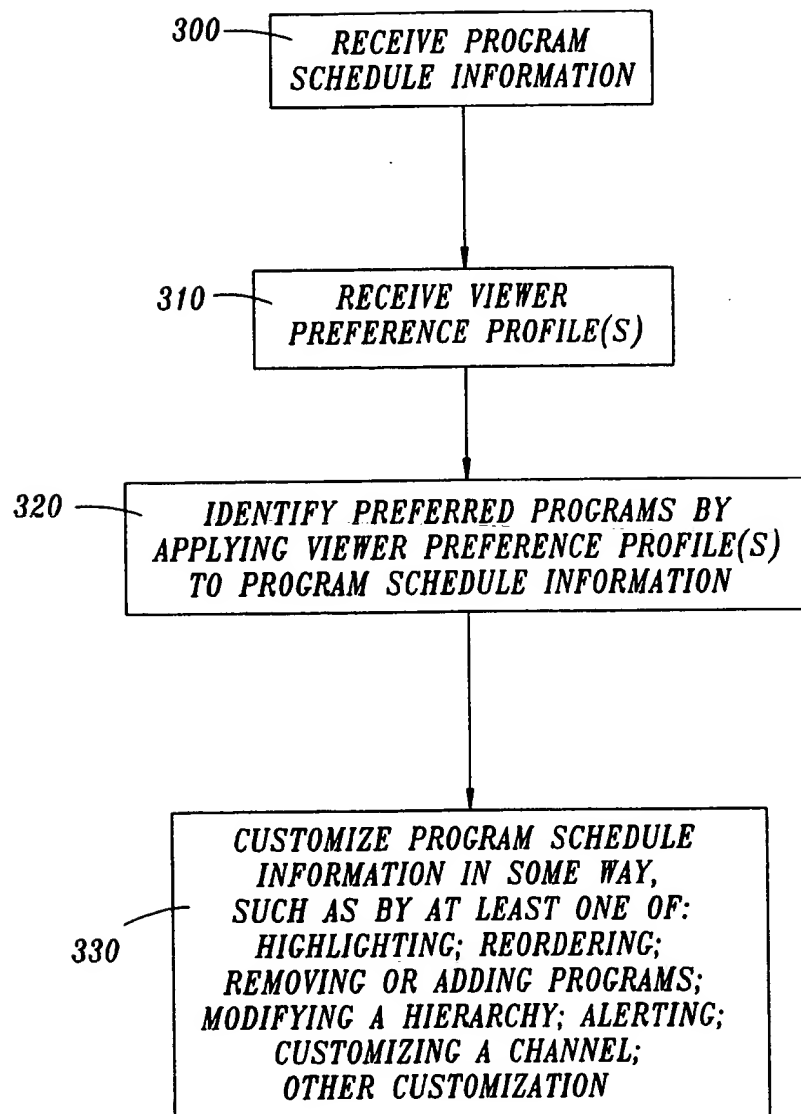 300
RECEIVE PROGRAM
SCHEDULE INFORMATION
310
RECEIVE VIEWER
PREFERENCE PROFILE(S)
320
IDENTIFY PREFERRED PROGRAMS BY
APPLYING VIEWER PREFERENCE PROFILE(S)
TO PROGRAM SCHEDULE INFORMATION
330
CUSTOMIZE PROGRAM SCHEDULE
INFORMATION IN SOME WAY,
SUCH AS BY AT LEAST ONE OF:
HIGHLIGHTING; REORDERING;
REMOVING OR ADDING PROGRAMS;
MODIFYING A HIERARCHY; ALERTING;
CUSTOMIZING A CHANNEL;
OTHER CUSTOMIZATION